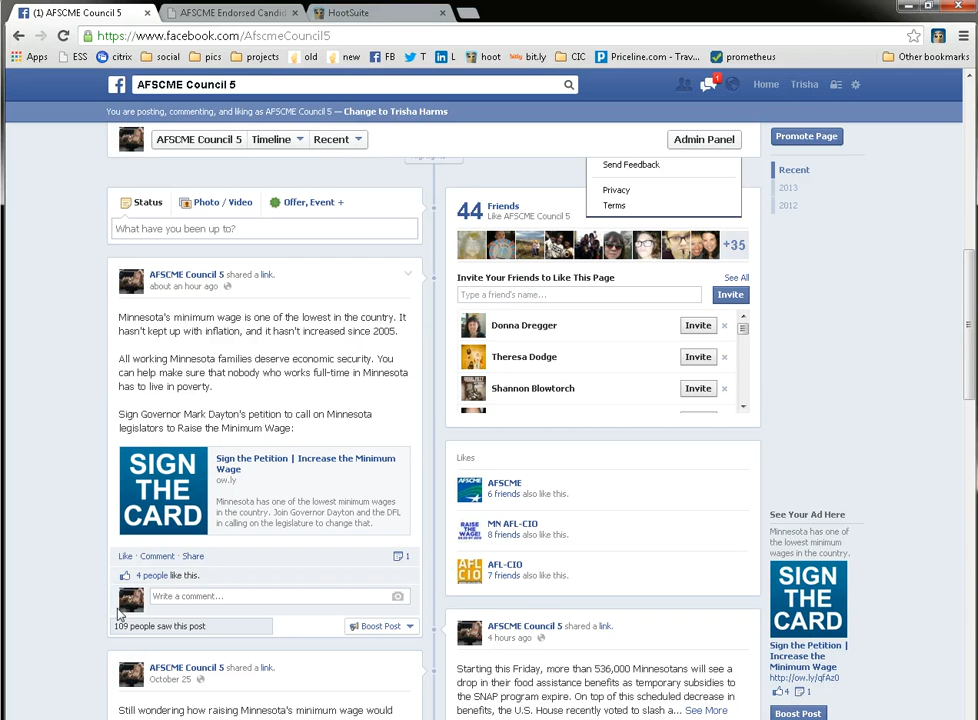 (1) AFSCME Council 5
AFSCME Endorsed Candid
HootSuite
https://www.facebook.com/AfscmeCouncil5
Apps
ESS
citrix
social
pics
projects
old
new
FB
T
L
hoot
bitly bit.ly
CIC
Priceline.com - Trav...
prometheus
Other bookmarks
AFSCME Council 5
1
Home
Trisha
You are posting, commenting, and liking as AFSCME Council 5 — Change to Trisha Harms
AFSCME Council 5
Timeline
Recent
Admin Panel
Promote Page
Recent
2013
2012
Send Feedback
Privacy
Terms
Status
Photo / Video
Offer, Event +
What have you been up to?
AFSCME Council 5 shared a link.
about an hour ago
Minnesota's minimum wage is one of the lowest in the country. It
hasn't kept up with inflation, and it hasn't increased since 2005.
All working Minnesota families deserve economic security. You
can help make sure that nobody who works full-time in Minnesota
has to live in poverty.
Sign Governor Mark Dayton's petition to call on Minnesota
legislators to Raise the Minimum Wage:
SIGN
THE
CARD
Sign the Petition | Increase the Minimum
Wage
ow.ly
Minnesota has one of the lowest minimum wages
in the country. Join Governor Dayton and the DFL
in calling on the legislature to change that.
Like · Comment · Share
1
4 people like this.
Write a comment...
109 people saw this post
Boost Post
AFSCME Council 5 shared a link.
October 25
Still wondering how raising Minnesota's minimum wage would
44
Friends
Like AFSCME Council 5
+35
Invite Your Friends to Like This Page
See All
Type a friend's name...
Invite
Donna Dregger
Invite
Theresa Dodge
Invite
Shannon Blowtorch
Invite
Likes
AFSCME
6 friends also like this.
RAISE THE WAGE!
MN AFL-CIO
8 friends also like this.
AFL CIO
AFL-CIO
7 friends also like this.
AFSCME Council 5 shared a link.
4 hours ago
Starting this Friday, more than 536,000 Minnesotans will see a
drop in their food assistance benefits as temporary subsidies to
the SNAP program expire. On top of this scheduled decrease in
benefits, the U.S. House recently voted to slash a... See More
See Your Ad Here
Minnesota has one of
the lowest minimum
wages in the country.
SIGN
THE
CARD
Sign the Petition |
Increase the
Minimum Wage
http://ow.ly/qfAz0
4
1
Boost Post